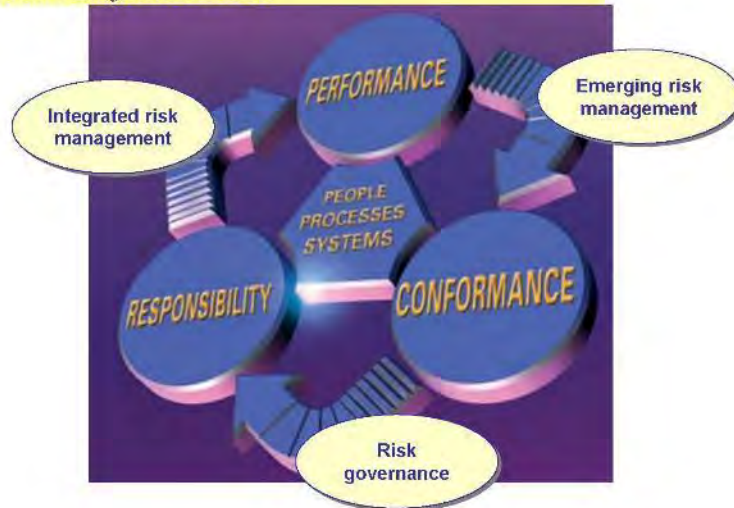 PERFORMANCE
Integrated risk
management
Emerging risk
management
PEOPLE
PROCESSES
SYSTEMS
RESPONSIBILITY
CONFORMANCE
Risk
governance